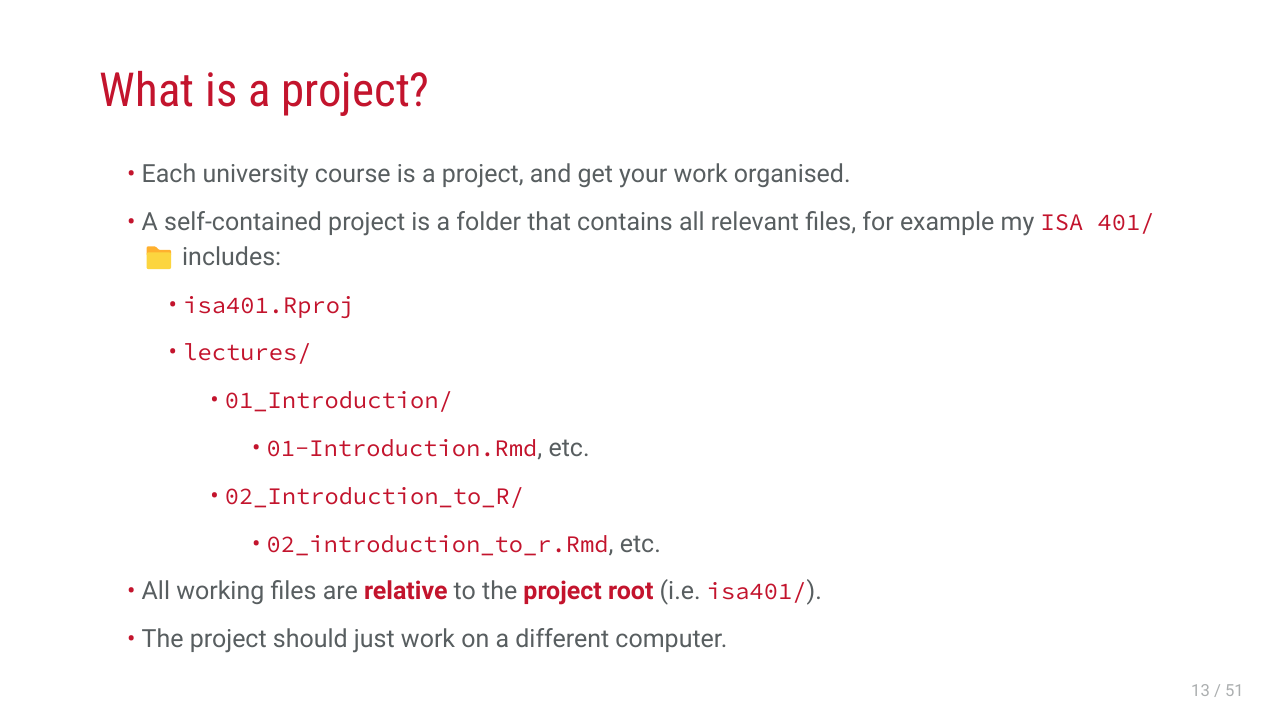 What is a project?
• Each university course is a project, and get your work organised.
• A self-contained project is a folder that contains all relevant files, for example my ISA 401/
includes:
• isa401.Rproj
• lectures/
• 01_Introduction/
• 01-Introduction.Rmd, etc.
• 02_Introduction_to_R/
• 02_introduction_to_r.Rmd, etc.
• All working files are relative to the project root (i.e. isa401/).
• The project should just work on a different computer.
13 / 51